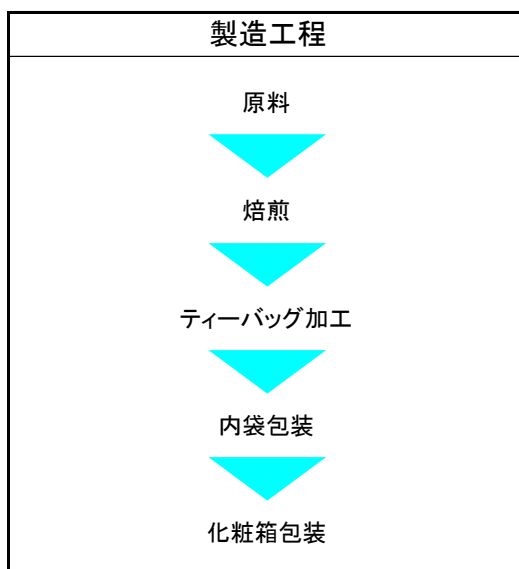 製造工程
原料
焙煎
ティーバッグ加工
内袋包装
化粧箱包装